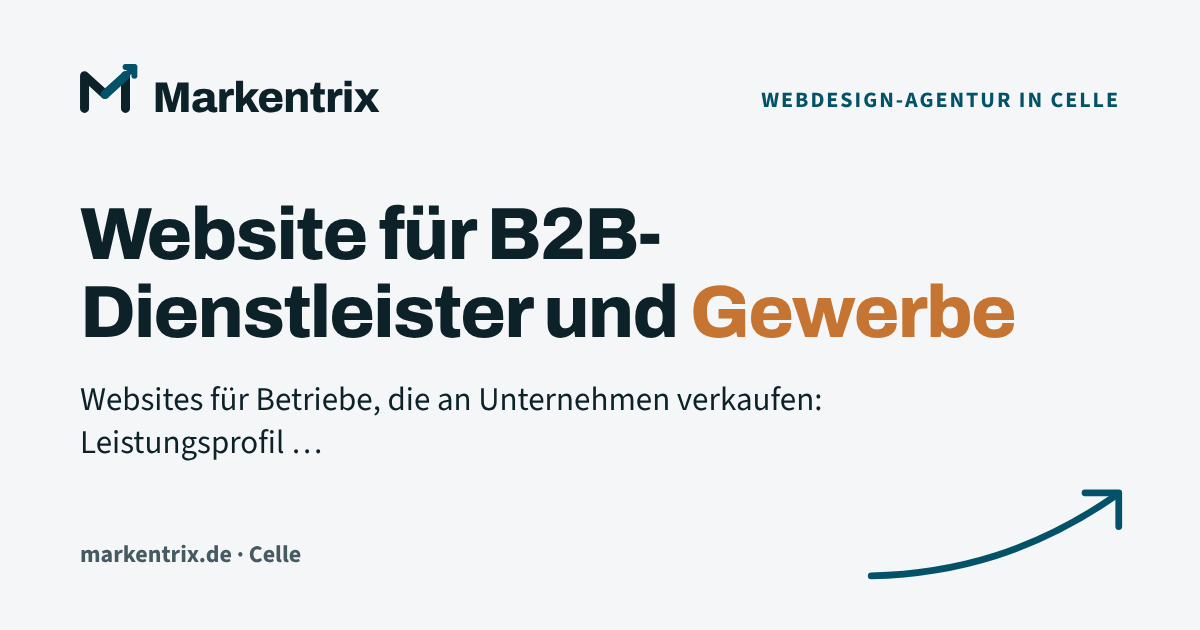 Markentrix
WEBDESIGN-AGENTUR IN CELLE
Website für B2B-
Dienstleister und Gewerbe
Websites für Betriebe, die an Unternehmen verkaufen:
Leistungsprofil …
markentrix.de · Celle